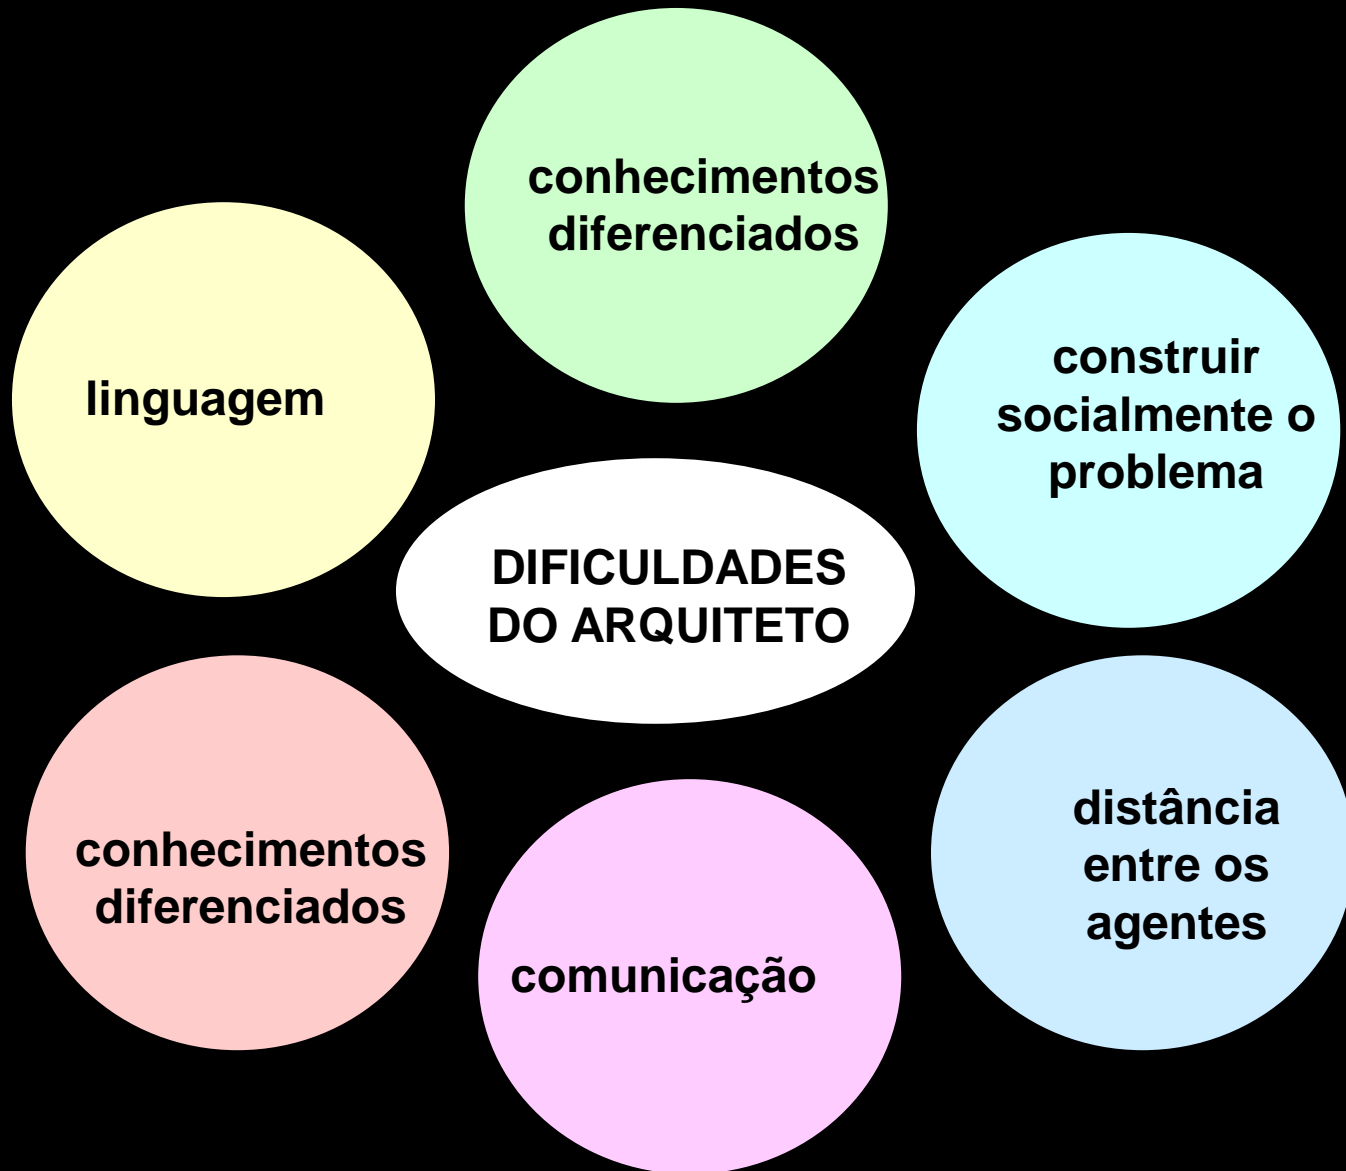 conhecimentos
diferenciados
linguagem
construir
socialmente o
problema
DIFICULDADES
DO ARQUITETO
conhecimentos
diferenciados
comunicação
distância
entre os
agentes